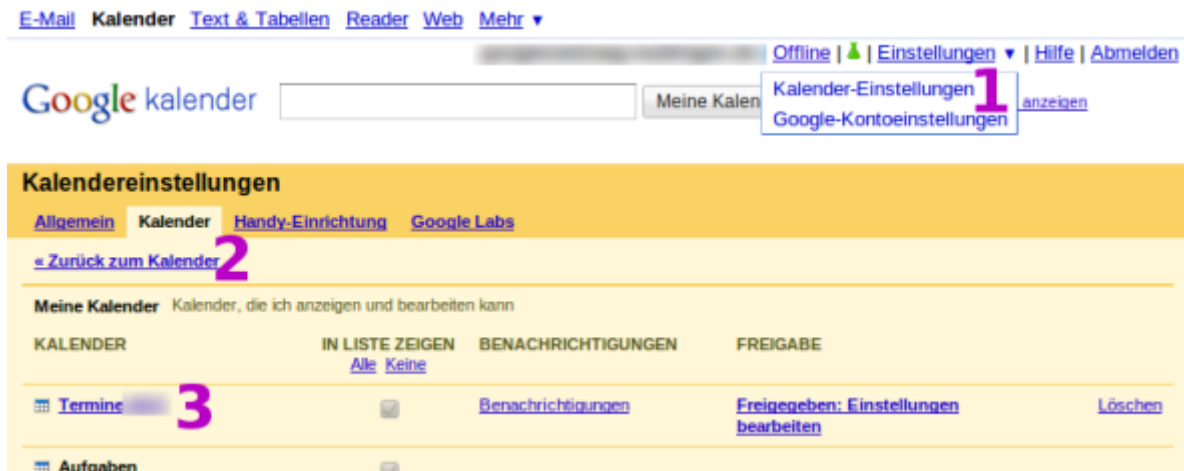 E-Mail Kalender Text & Tabellen Reader Web Mehr ▼
Offline | | Einstellungen ▼ | Hilfe | Abmelden
Google kalender Meine Kalen Kalender-Einstellungen 1 anzeigen
Google-Kontoeinstellungen
Kalendereinstellungen
Allgemein Kalender Handy-Einrichtung Google Labs
« Zurück zum Kalender 2
Meine Kalender Kalender, die ich anzeigen und bearbeiten kann
KALENDER IN LISTE ZEIGEN BENACHRICHTIGUNGEN FREIGABE
Alle Keine
Termine 3 Benachrichtigungen Freigegeben: Einstellungen Löschen
bearbeiten
Aufgaben